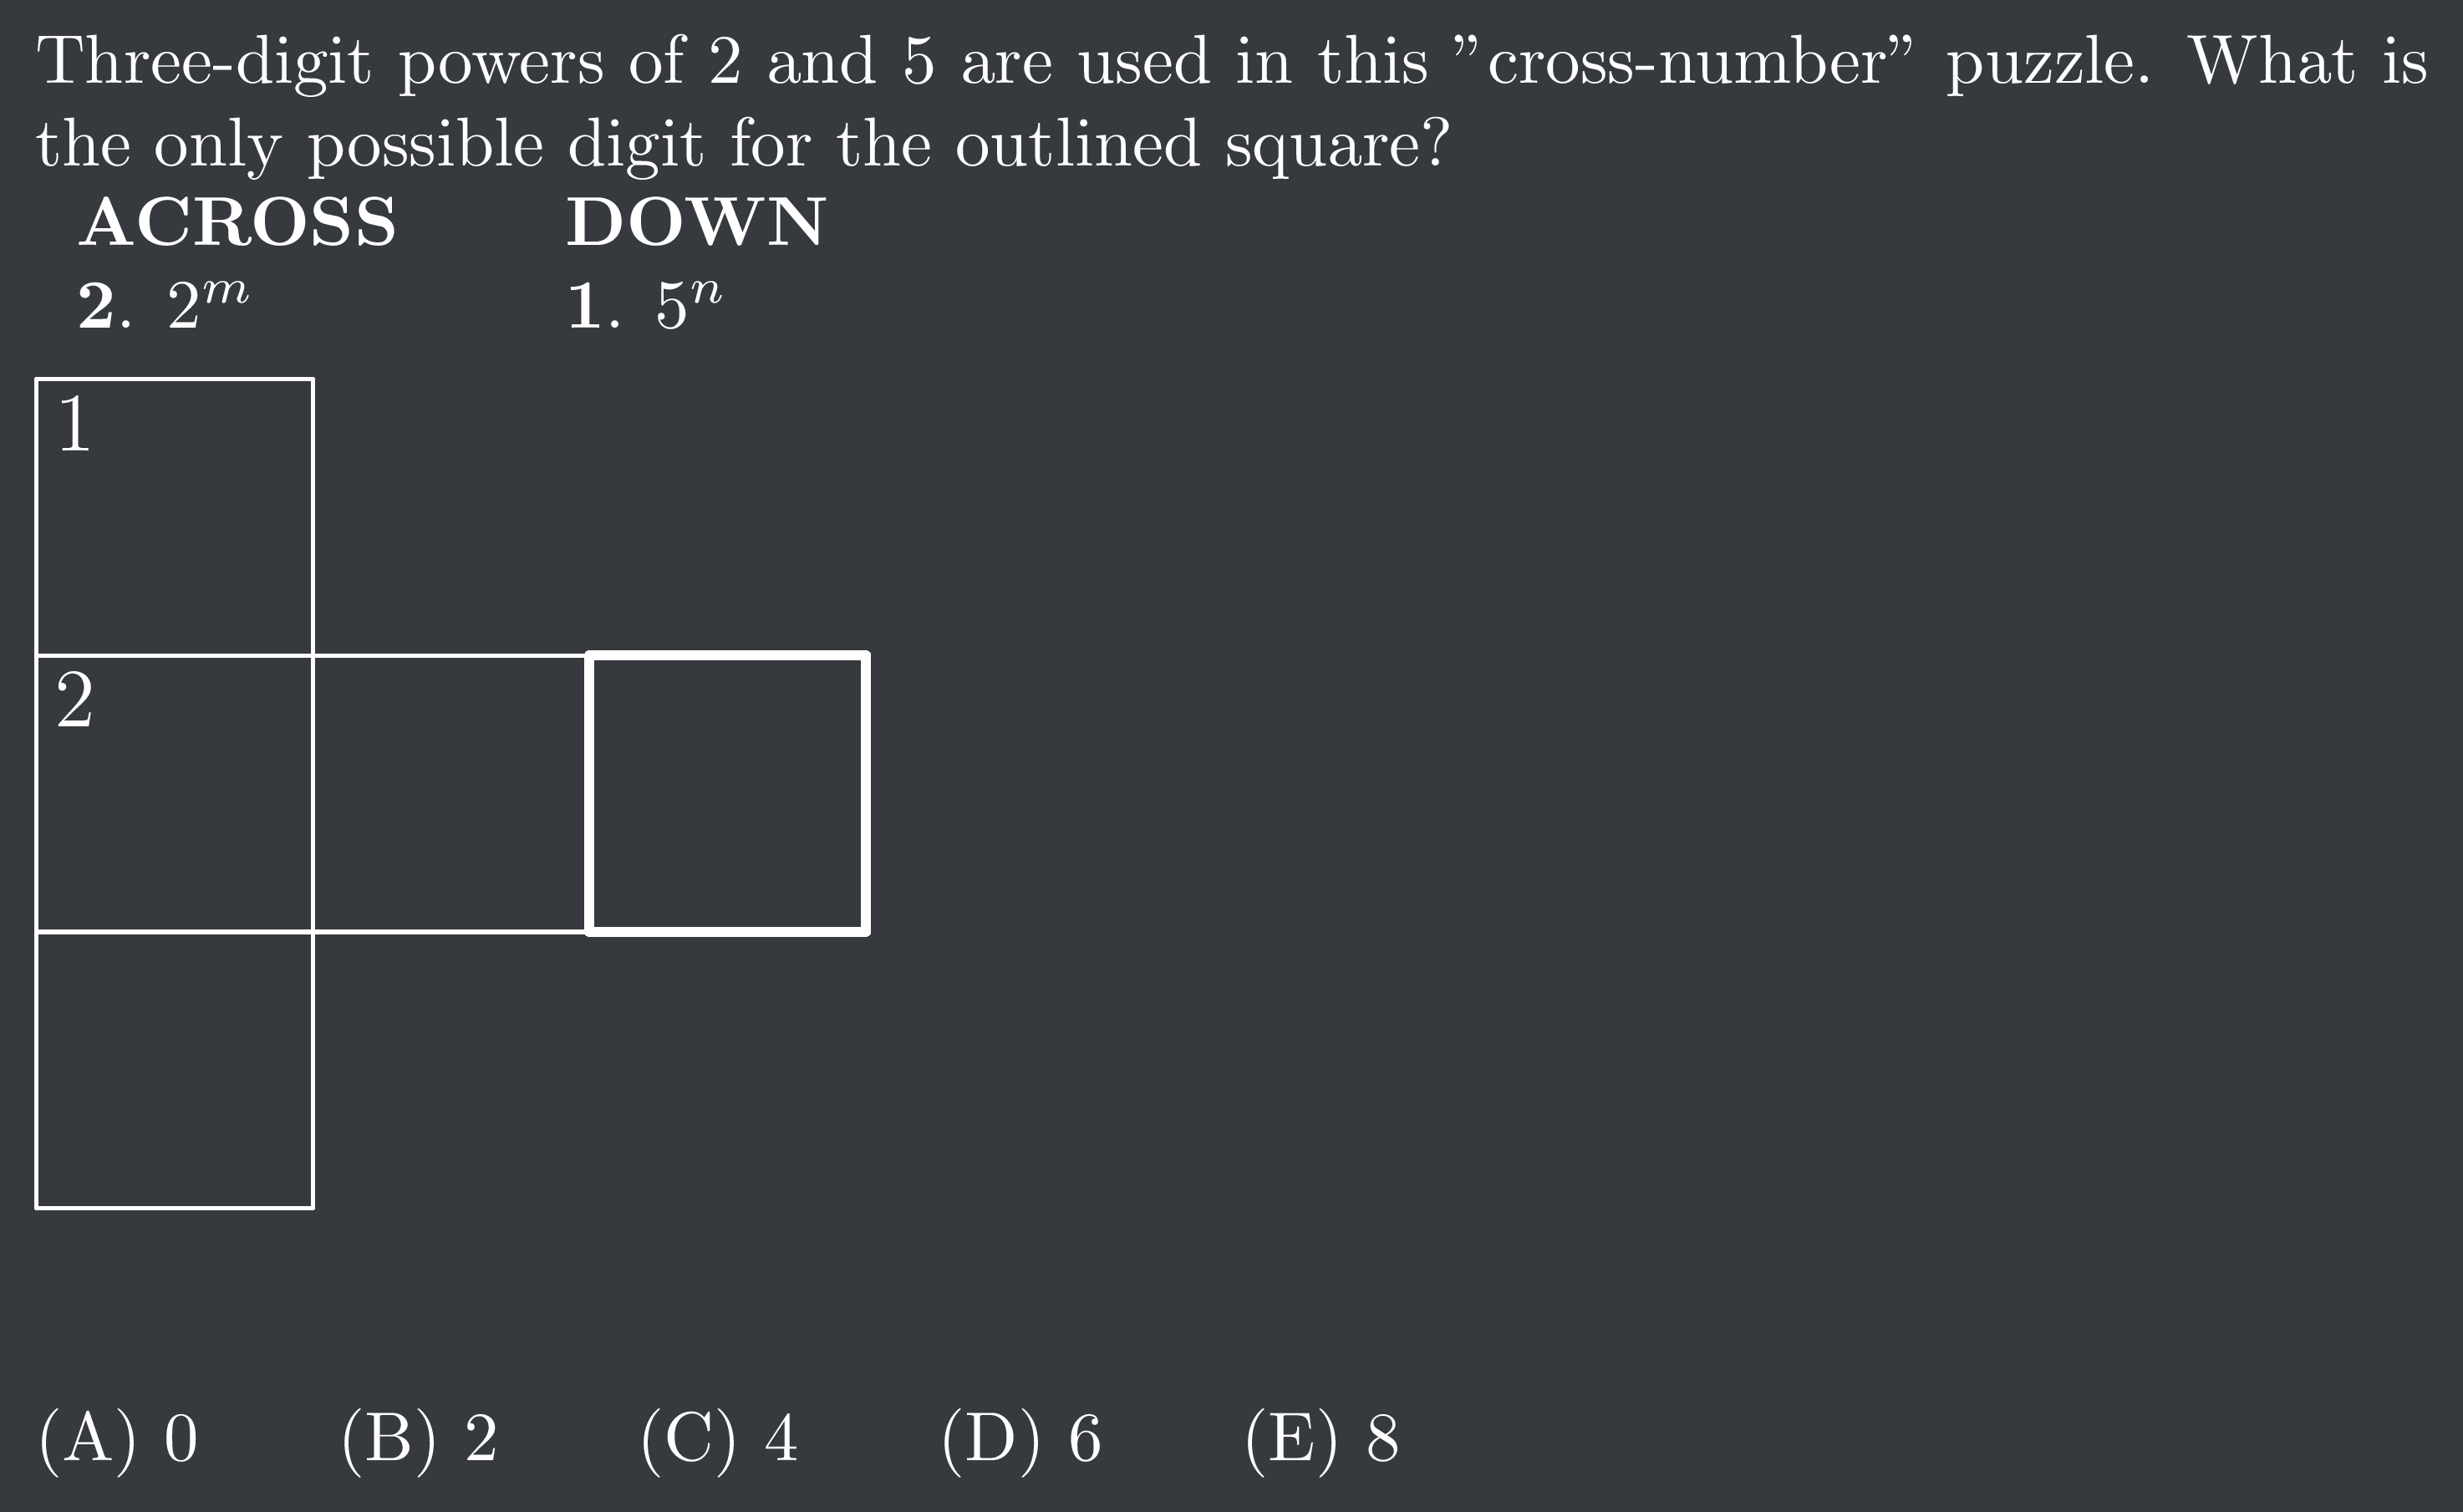 Three-digit powers of 2 and 5 are used in this ”cross-number” puzzle. What is
the only possible digit for the outlined square?
ACROSS DOWN
2. 2^m 1. 5^n
1
2
(A) 0 (B) 2 (C) 4 (D) 6 (E) 8